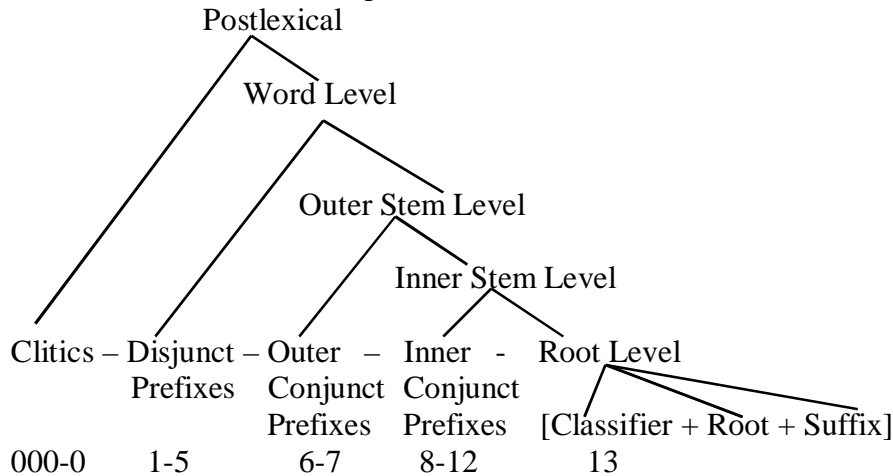 Postlexical
Word Level
Outer Stem Level
Inner Stem Level
Clitics – Disjunct – Outer – Inner - Root Level
Prefixes Conjunct Conjunct
Prefixes Prefixes [Classifier + Root + Suffix]
000-0 1-5 6-7 8-12 13